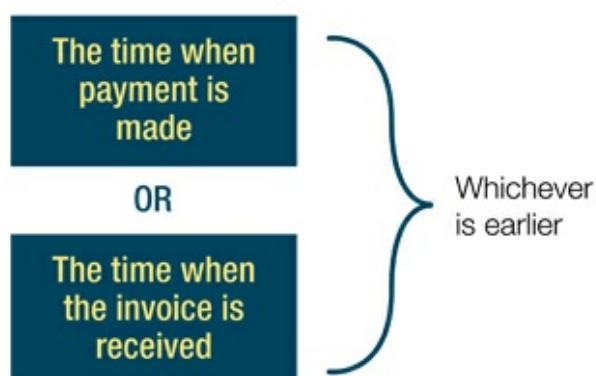 The time when
payment is
made
OR
Whichever
is earlier
The time when
the invoice is
received